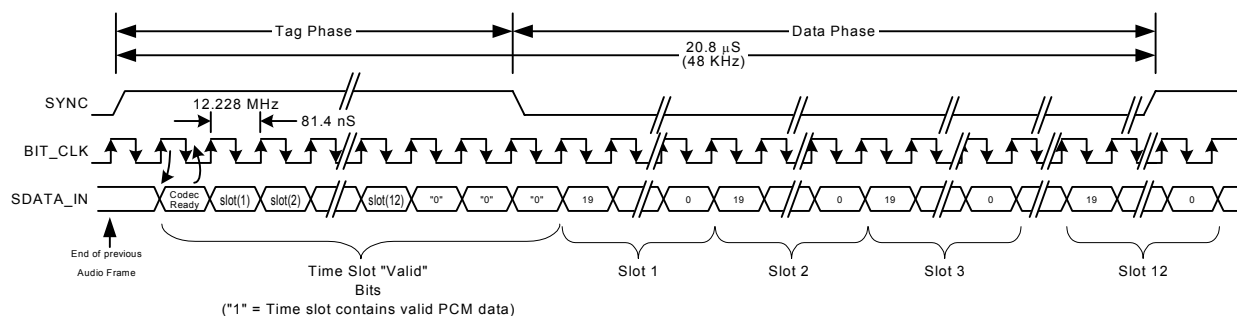 Tag Phase
Data Phase
20.8 µS
(48 KHz)
SYNC
12.228 MHz
81.4 nS
BIT_CLK
SDATA_IN
Codec
Ready
slot(1)
slot(2)
slot(12)
"0"
"0"
"0"
19
0
19
0
19
0
19
0
End of previous
Audio Frame
Time Slot "Valid"
Bits
("1" = Time slot contains valid PCM data)
Slot 1
Slot 2
Slot 3
Slot 12